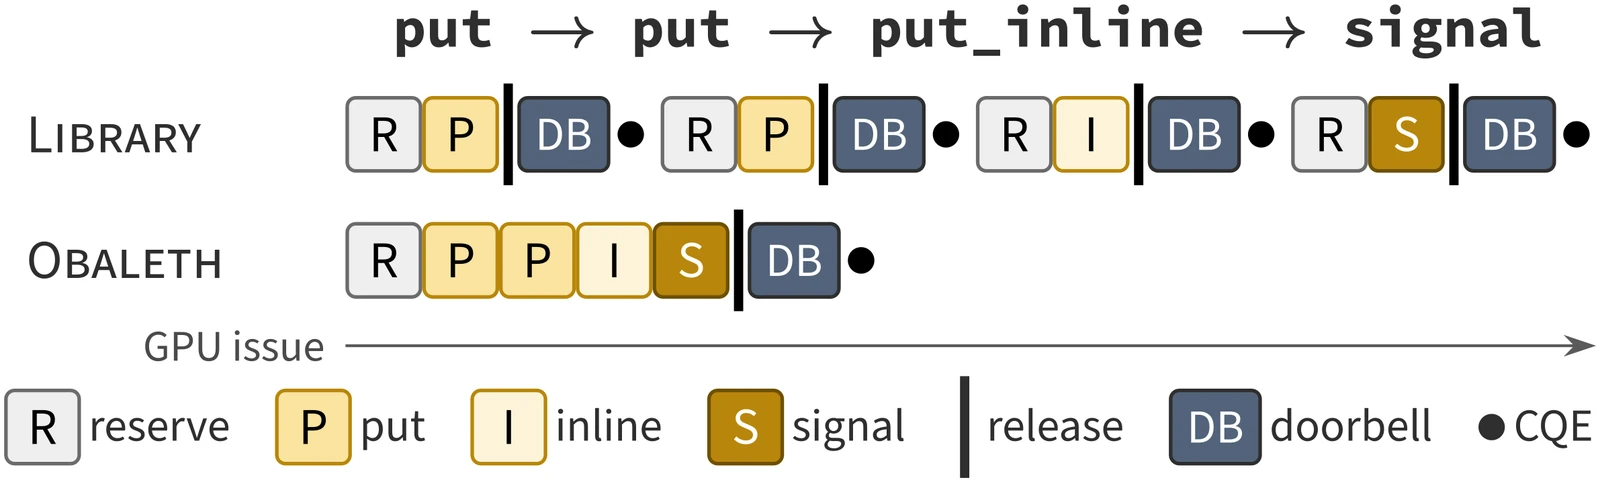 put → put → put_inline → signal
LIBRARY R P DB R P DB R I DB R S DB
OBALETH R P P I S DB
GPU issue
R reserve P put I inline S signal release DB doorbell CQE